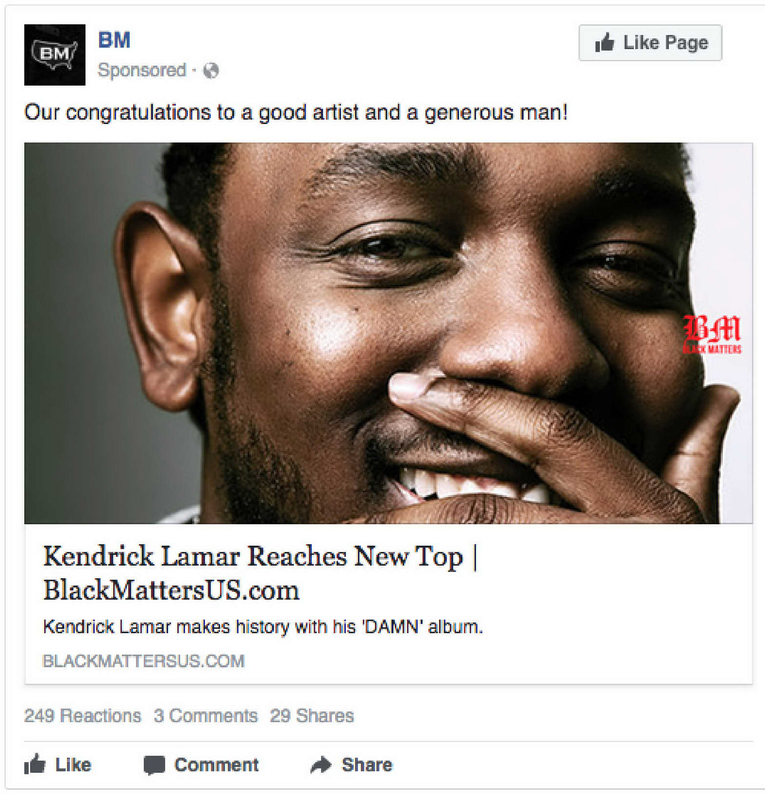 BM
BM
Like Page
Sponsored ·
Our congratulations to a good artist and a generous man!
BM
BLACK MATTERS
Kendrick Lamar Reaches New Top |
BlackMattersUS.com
Kendrick Lamar makes history with his 'DAMN' album.
BLACKMATTERSUS.COM
249 Reactions 3 Comments 29 Shares
Like Comment Share